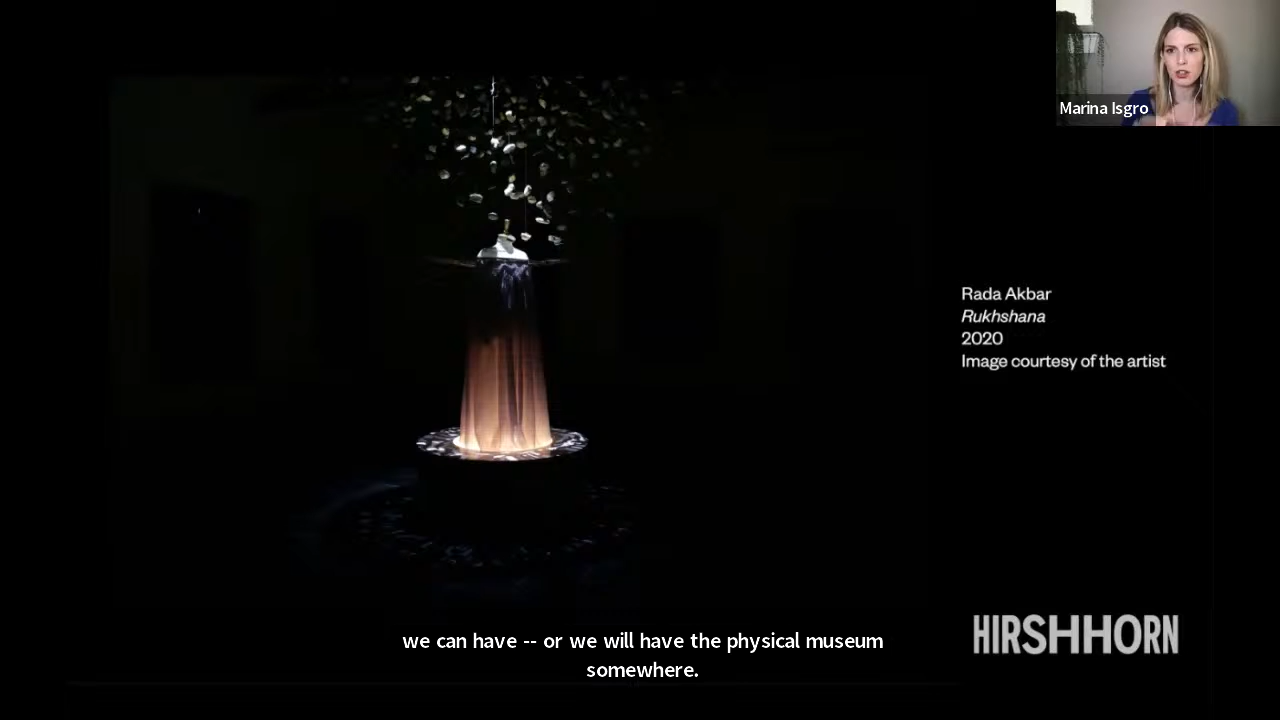 Marina Isgro
Rada Akbar
Rukhshana
2020
Image courtesy of the artist
HIRSHHORN
we can have -- or we will have the physical museum
somewhere.